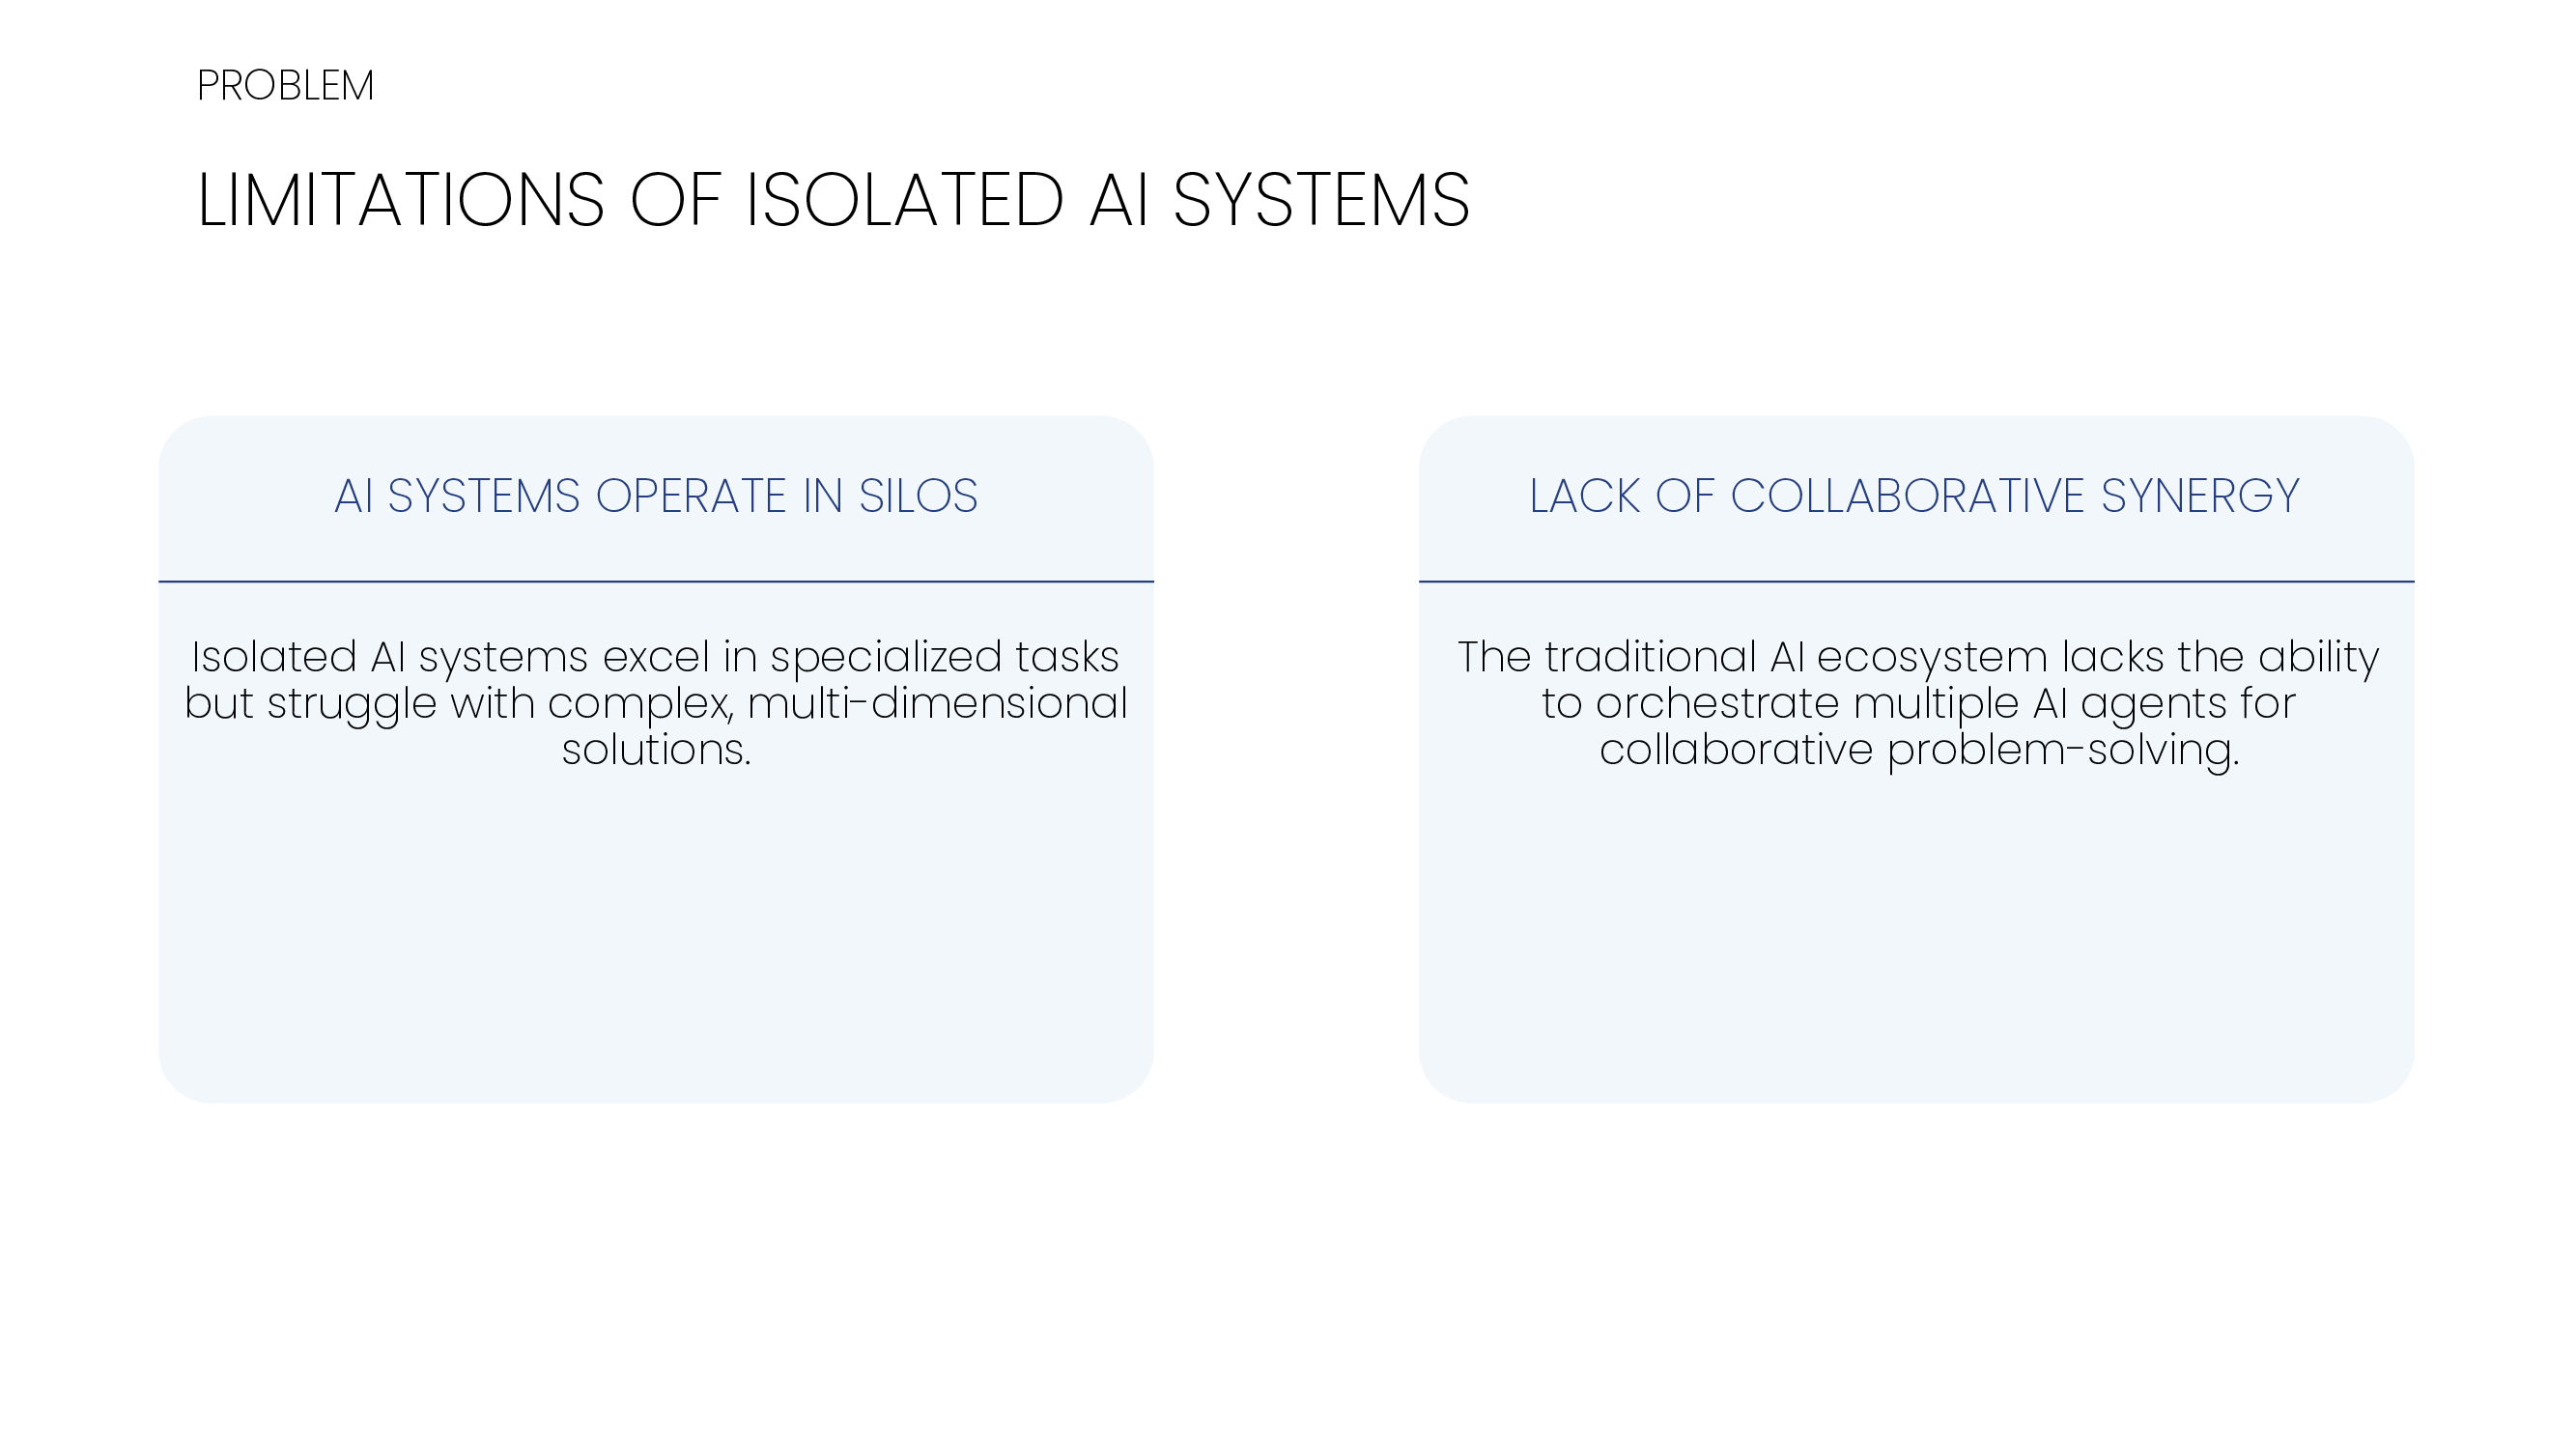 PROBLEM
LIMITATIONS OF ISOLATED AI SYSTEMS
AI SYSTEMS OPERATE IN SILOS
Isolated AI systems excel in specialized tasks
but struggle with complex, multi-dimensional
solutions.
LACK OF COLLABORATIVE SYNERGY
The traditional AI ecosystem lacks the ability
to orchestrate multiple AI agents for
collaborative problem-solving.